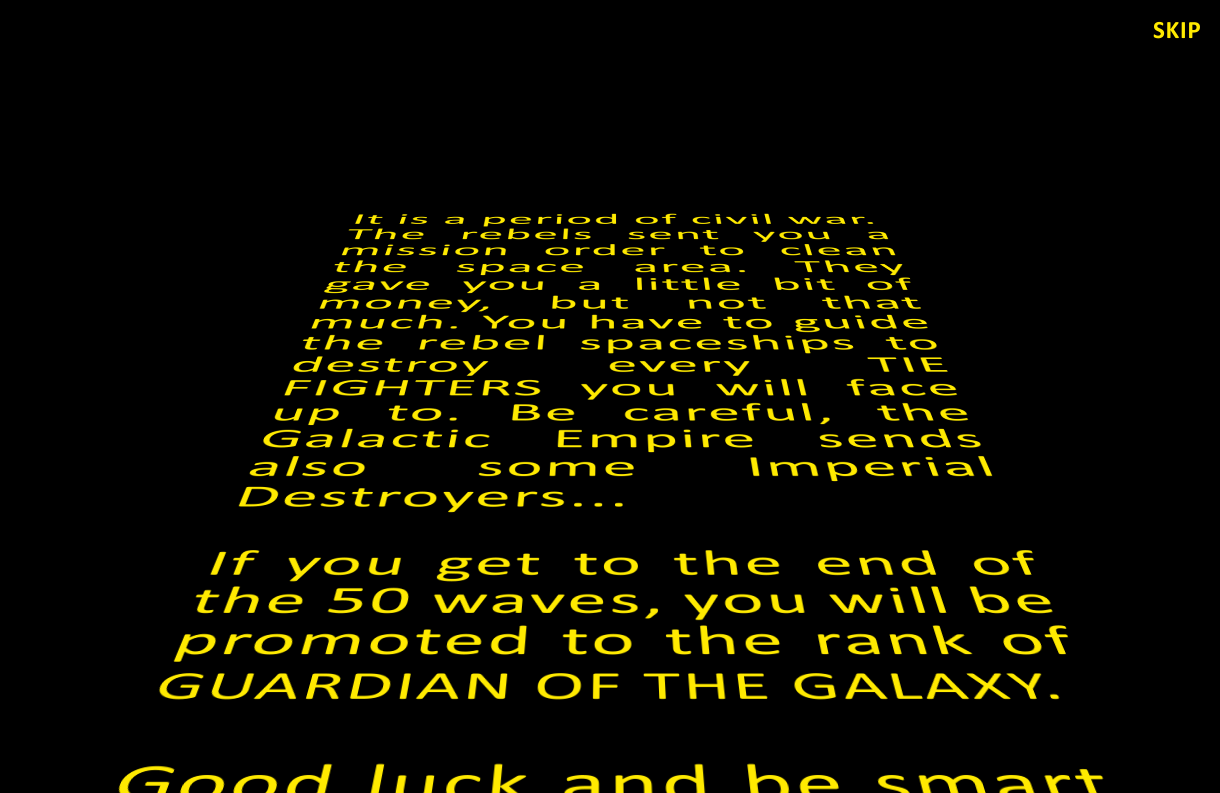 SKIP
It is a period of civil war.
The rebels sent you a
mission order to clean
the space area. They
gave you a little bit of
money, but not that
much. You have to guide
the rebel spaceships to
destroy every TIE
FIGHTERS you will face
up to. Be careful, the
Galactic Empire sends
also some Imperial
Destroyers...
If you get to the end of
the 50 waves, you will be
promoted to the rank of
GUARDIAN OF THE GALAXY.
Good luck and be smart